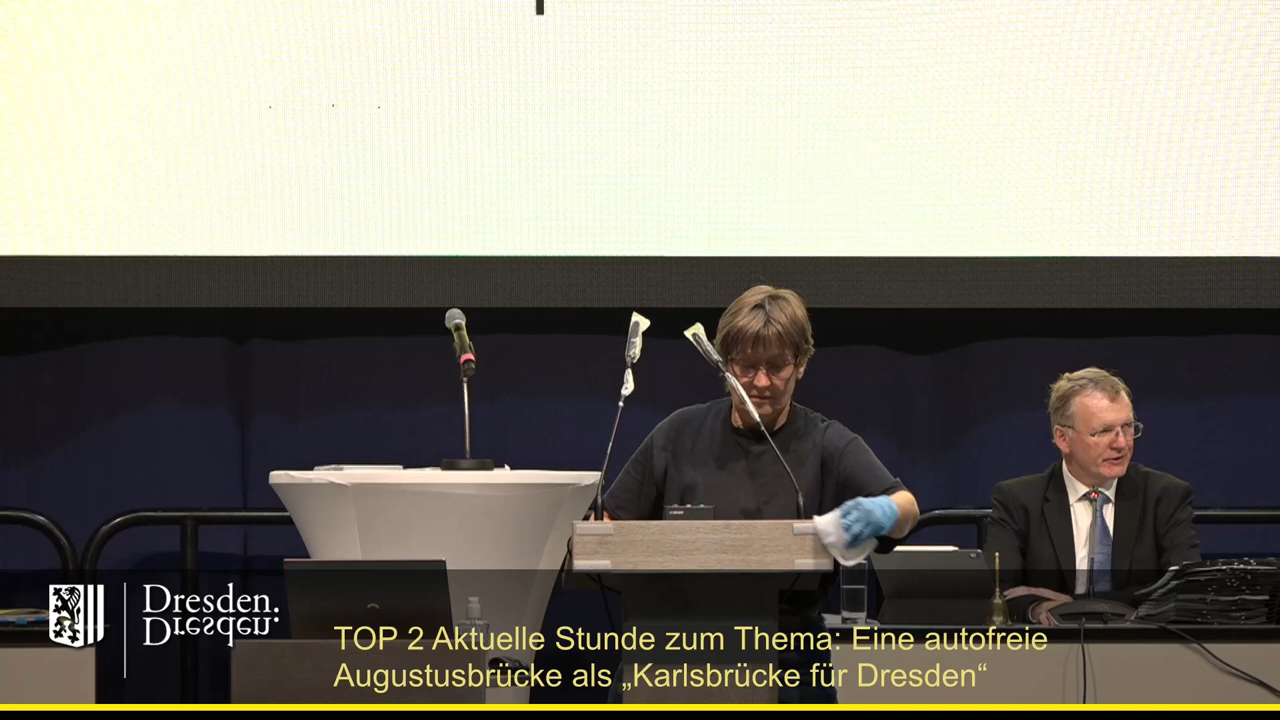 Dresden.
Dresden.
TOP 2 Aktuelle Stunde zum Thema: Eine autofreie
Augustusbrücke als „Karlsbrücke für Dresden“